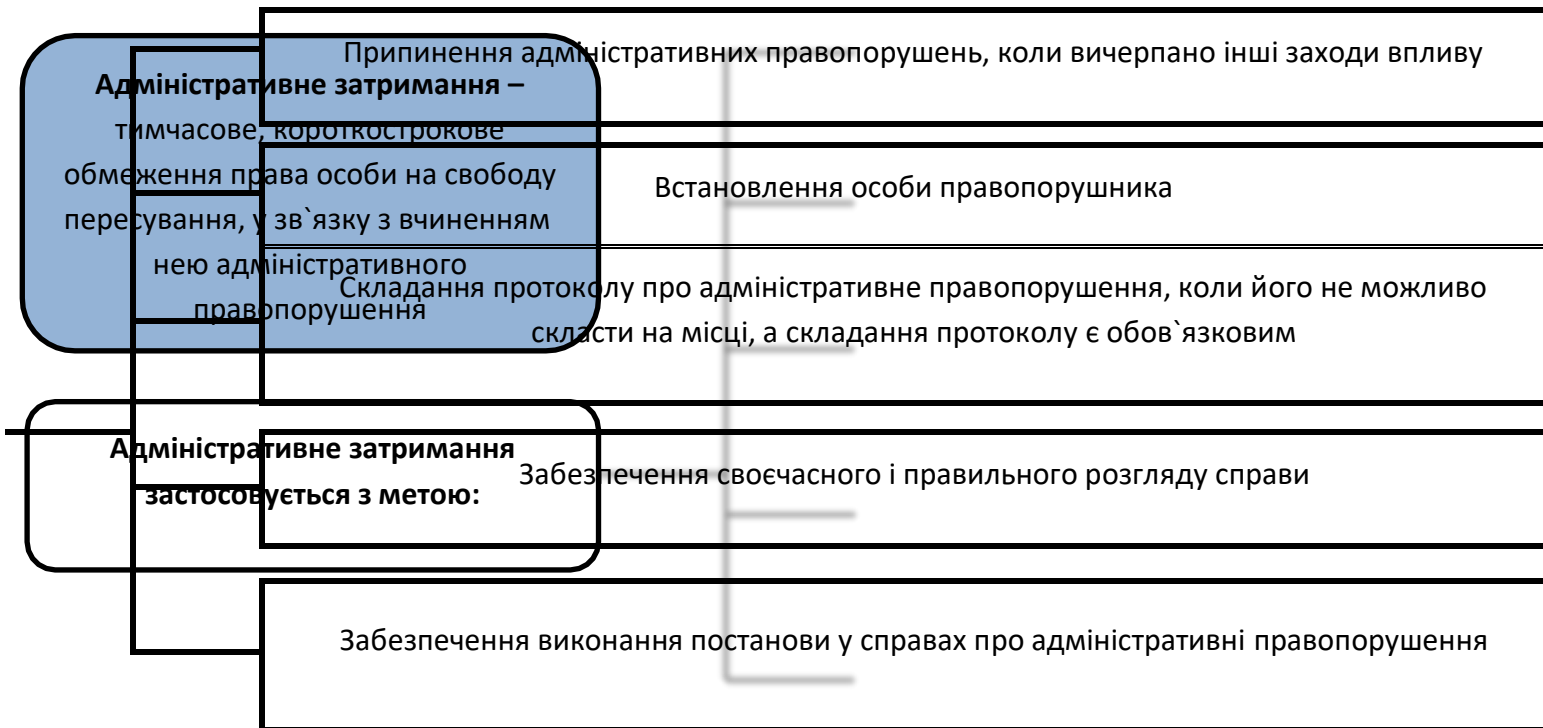 Адміністративне затримання –
тимчасове, короткострокове
обмеження права особи на свободу
пересування, у зв`язку з вчиненням
нею адміністративного
правопорушення
Адміністративне затримання
застосовується з метою:
Припинення адміністративних правопорушень, коли вичерпано інші заходи впливу
Встановлення особи правопорушника
Складання протоколу про адміністративне правопорушення, коли його не можливо
скласти на місці, а складання протоколу є обов`язковим
Забезпечення своєчасного і правильного розгляду справи
Забезпечення виконання постанови у справах про адміністративні правопорушення